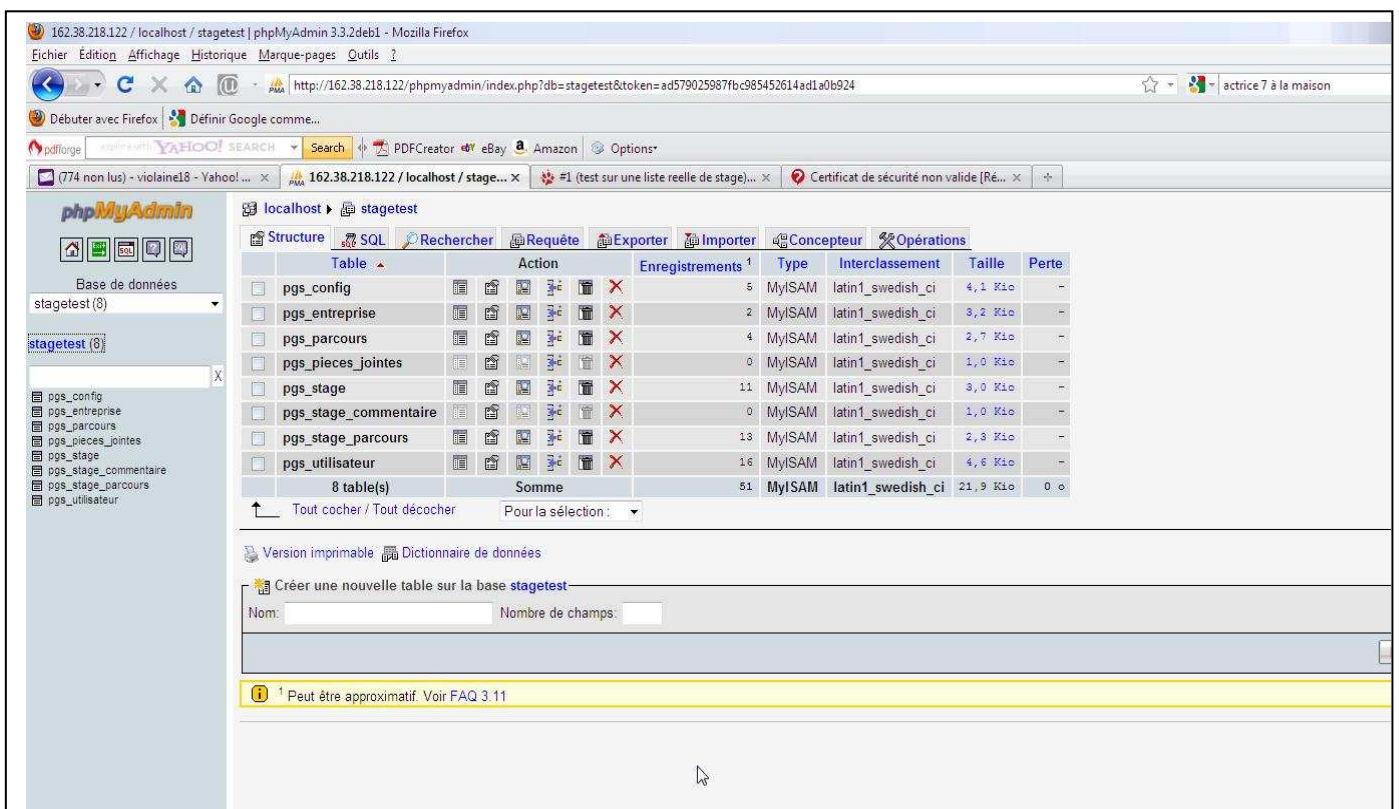 162.38.218.122 / localhost / stagetest | phpMyAdmin 3.3.2deb1 - Mozilla Firefox
Eichier Édition Affichage Historique Marque-pages Outils ?
http://162.38.218.122/phpmyadmin/index.php?db=stagetest&token=ad579025987fbc985452614ad1a0b924 actrice 7 à la maison
Débuter avec Firefox Définir Google comme...
pdfforge YAHOO! SEARCH Search PDFCreator eBay Amazon Options
(774 non lus) - violaine18 - Yahoo! ... × 162.38.218.122 / localhost / stage... × #1 (test sur une liste reelle de stage)... × Certificat de sécurité non valide [Ré... ×
phpMyAdmin
Base de données
stagetest (8)
stagetest (8)
X
pgs_config
pgs_entreprise
pgs_parcours
pgs_pieces_jointes
pgs_stage
pgs_stage_commentaire
pgs_stage_parcours
pgs_utilisateur
localhost ▸ stagetest
Structure SQL Rechercher Requête Exporter Importer Concepteur Opérations
Table Action Enregistrements 1 Type Interclassement Taille Perte
pgs_config 5 MyISAM latin1_swedish_ci 4,1 Kio -
pgs_entreprise 2 MyISAM latin1_swedish_ci 3,2 Kio -
pgs_parcours 4 MyISAM latin1_swedish_ci 2,7 Kio -
pgs_pieces_jointes 0 MyISAM latin1_swedish_ci 1,0 Kio -
pgs_stage 11 MyISAM latin1_swedish_ci 3,0 Kio -
pgs_stage_commentaire 0 MyISAM latin1_swedish_ci 1,0 Kio -
pgs_stage_parcours 13 MyISAM latin1_swedish_ci 2,3 Kio -
pgs_utilisateur 16 MyISAM latin1_swedish_ci 4,6 Kio -
8 table(s) Somme 51 MyISAM latin1_swedish_ci 21,9 Kio 0 o
Tout cocher / Tout décocher Pour la sélection :
Version imprimable Dictionnaire de données
Créer une nouvelle table sur la base stagetest
Nom: Nombre de champs:
1 Peut être approximatif. Voir FAQ 3.11